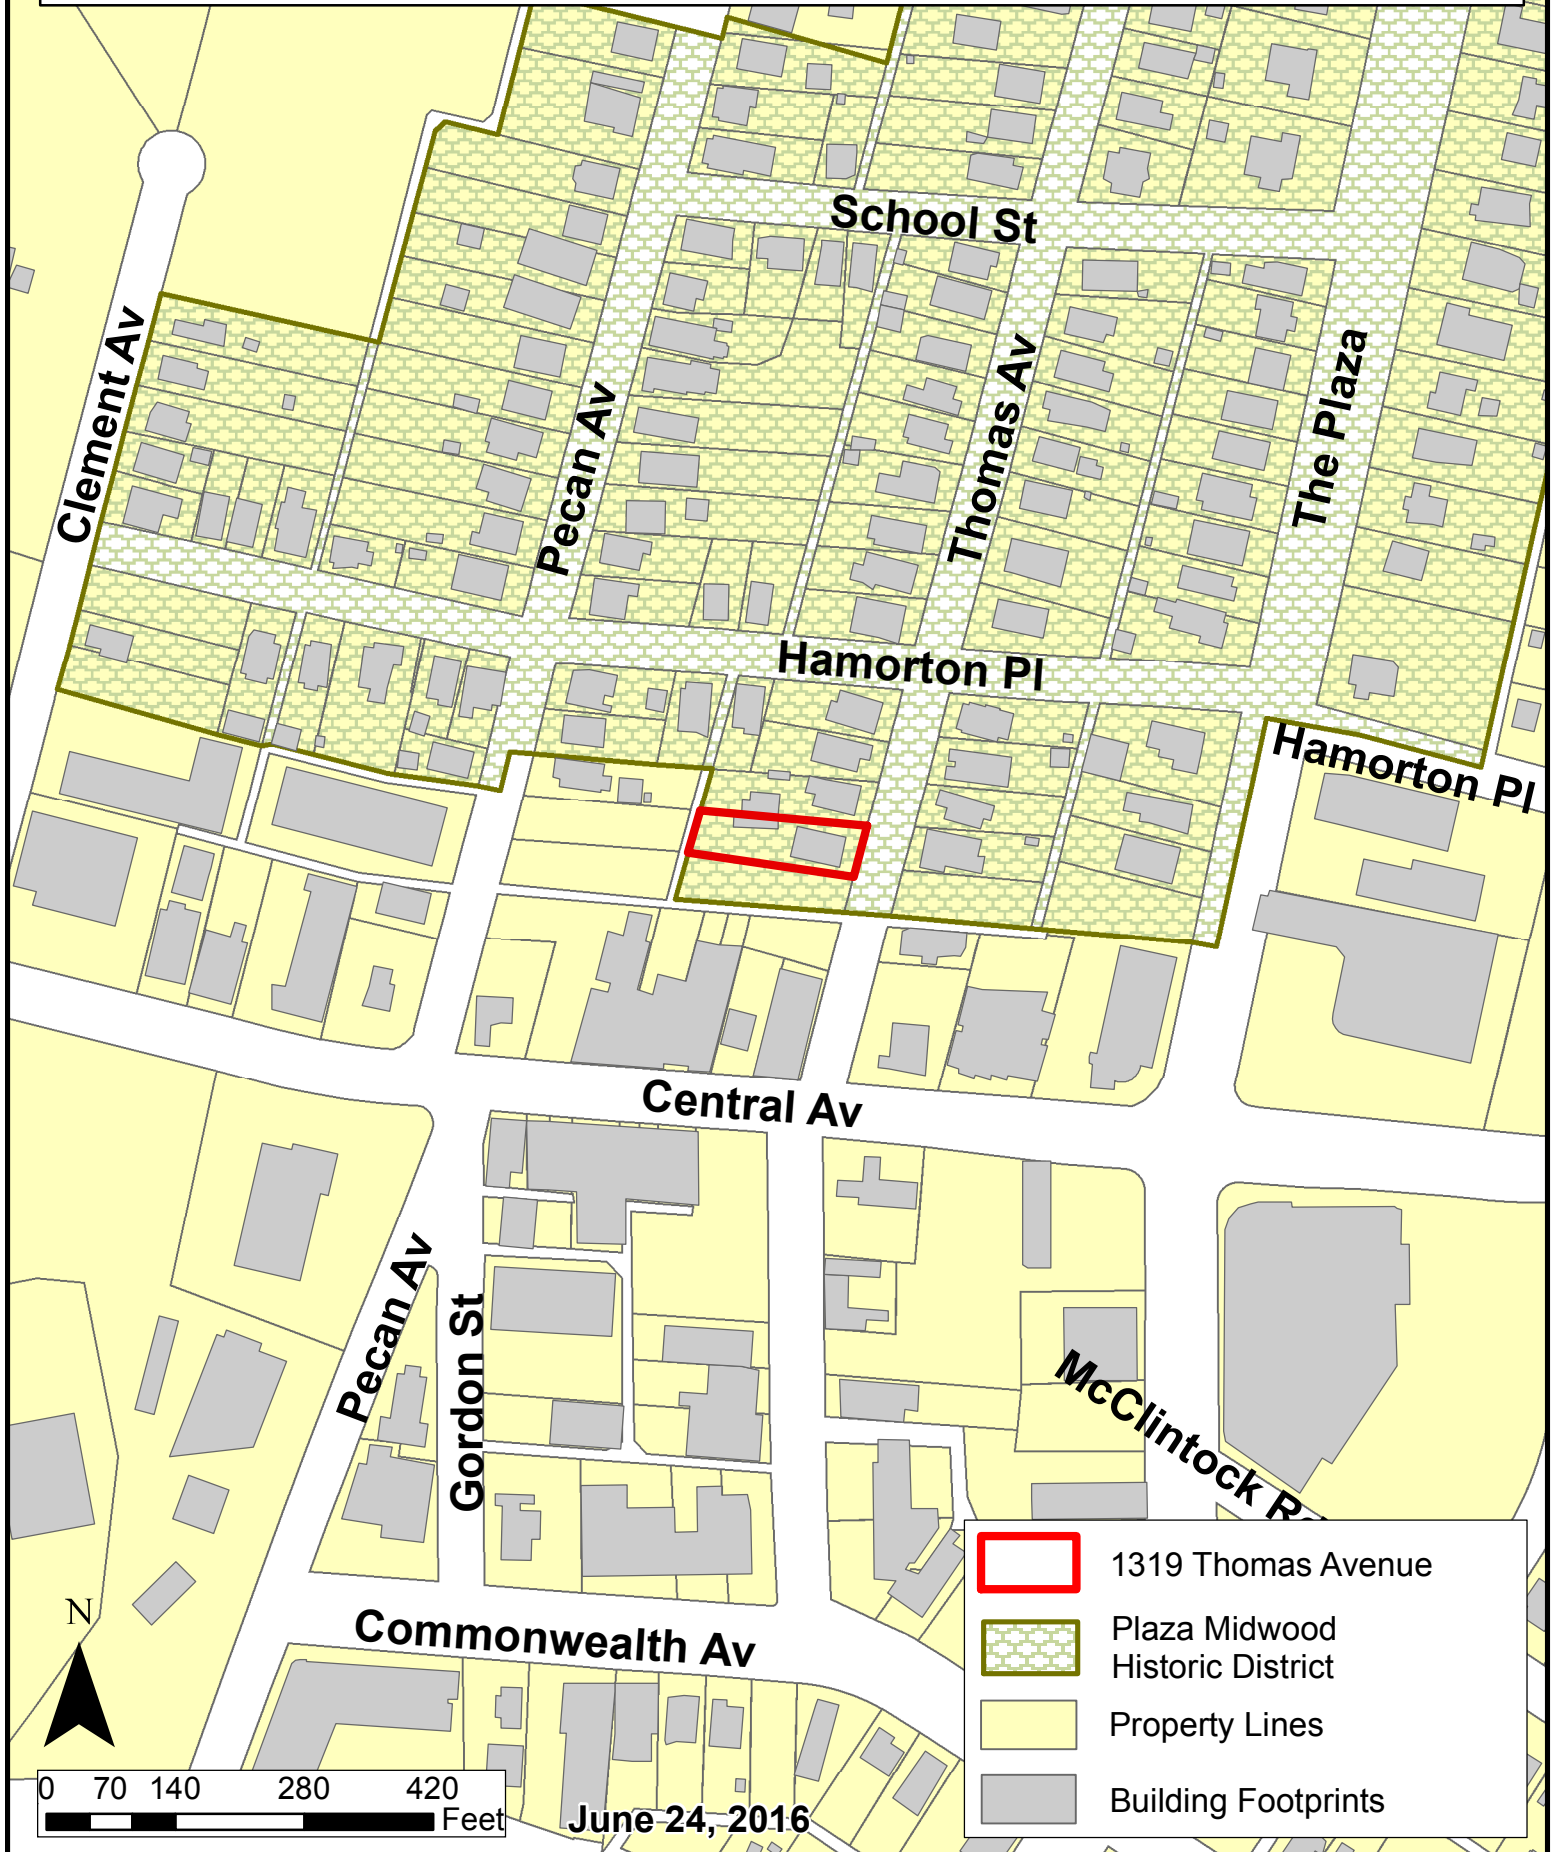 School St
Clement Av
Pecan Av
Thomas Av
The Plaza
Hamorton Pl
Hamorton Pl
Central Av
Pecan Av
Gordon St
McClintock Rd
Commonwealth Av
N
0 70 140 280 420
Feet
June 24, 2016
1319 Thomas Avenue
Plaza Midwood
Historic District
Property Lines
Building Footprints